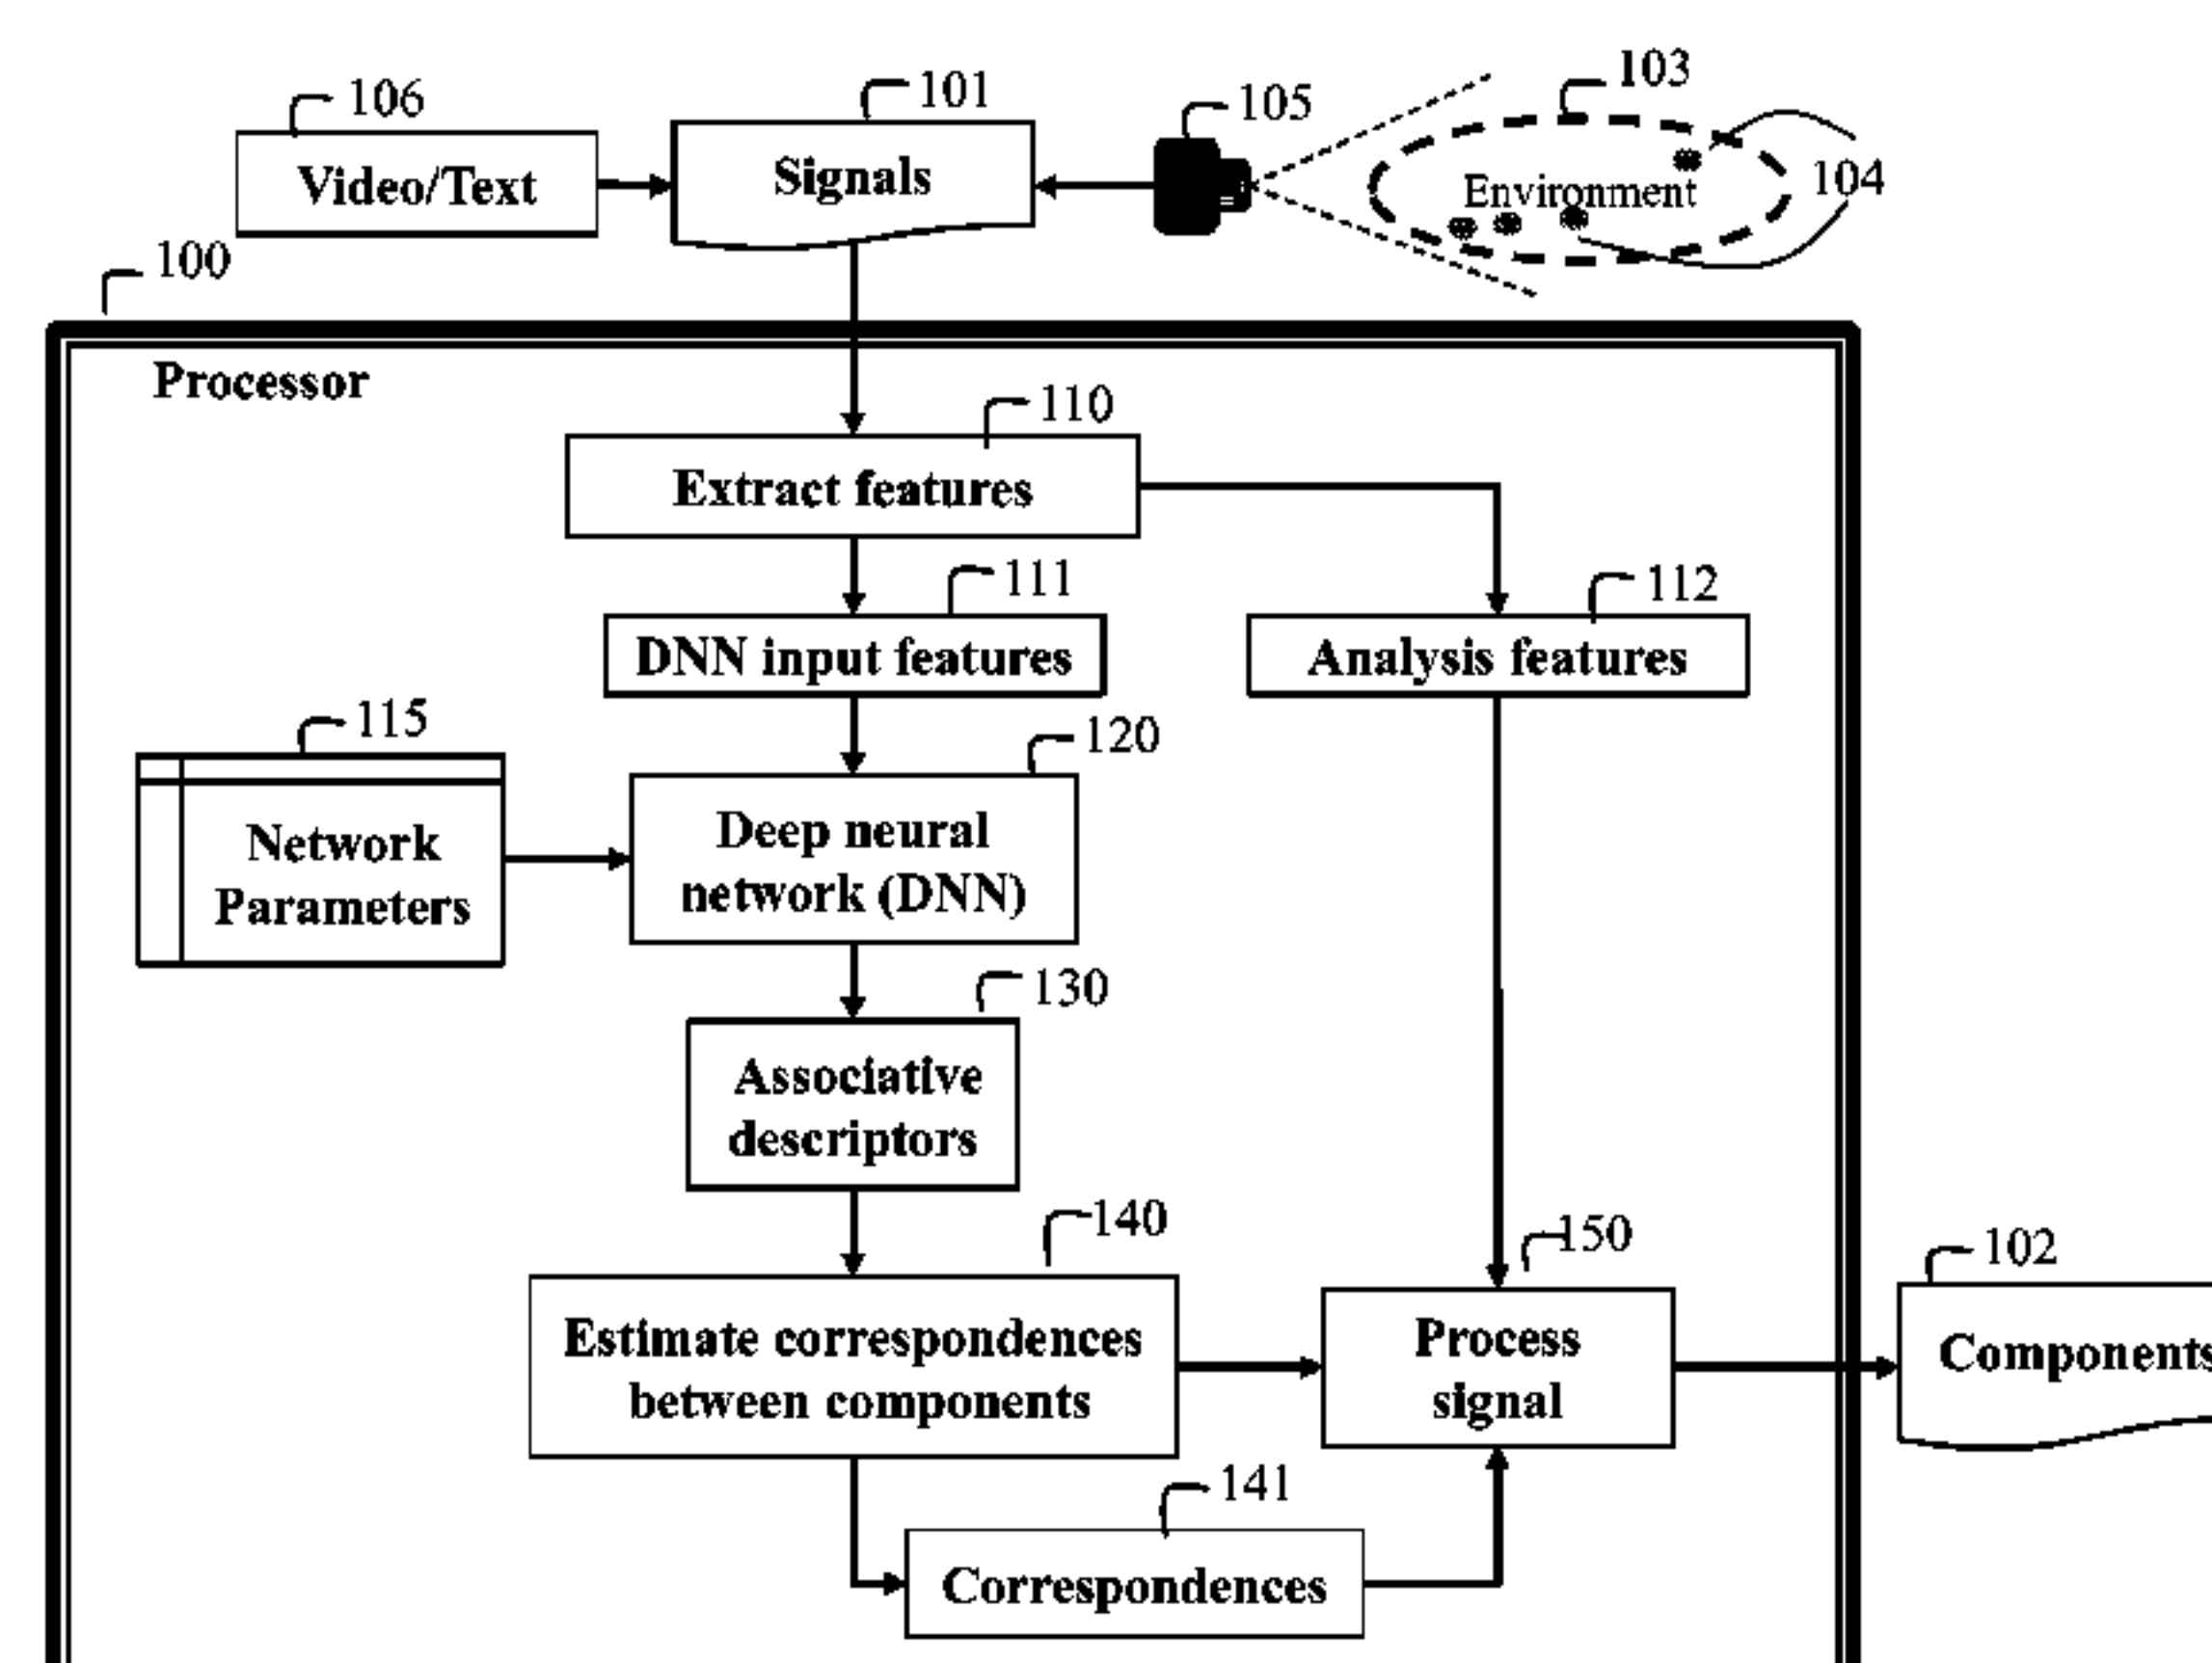 106
Video/Text
101
Signals
105
103
Environment
104
100
Processor
110
Extract features
111
DNN input features
112
Analysis features
115
Network
Parameters
120
Deep neural
network (DNN)
130
Associative
descriptors
140
Estimate correspondences
between components
150
Process
signal
102
Components
141
Correspondences